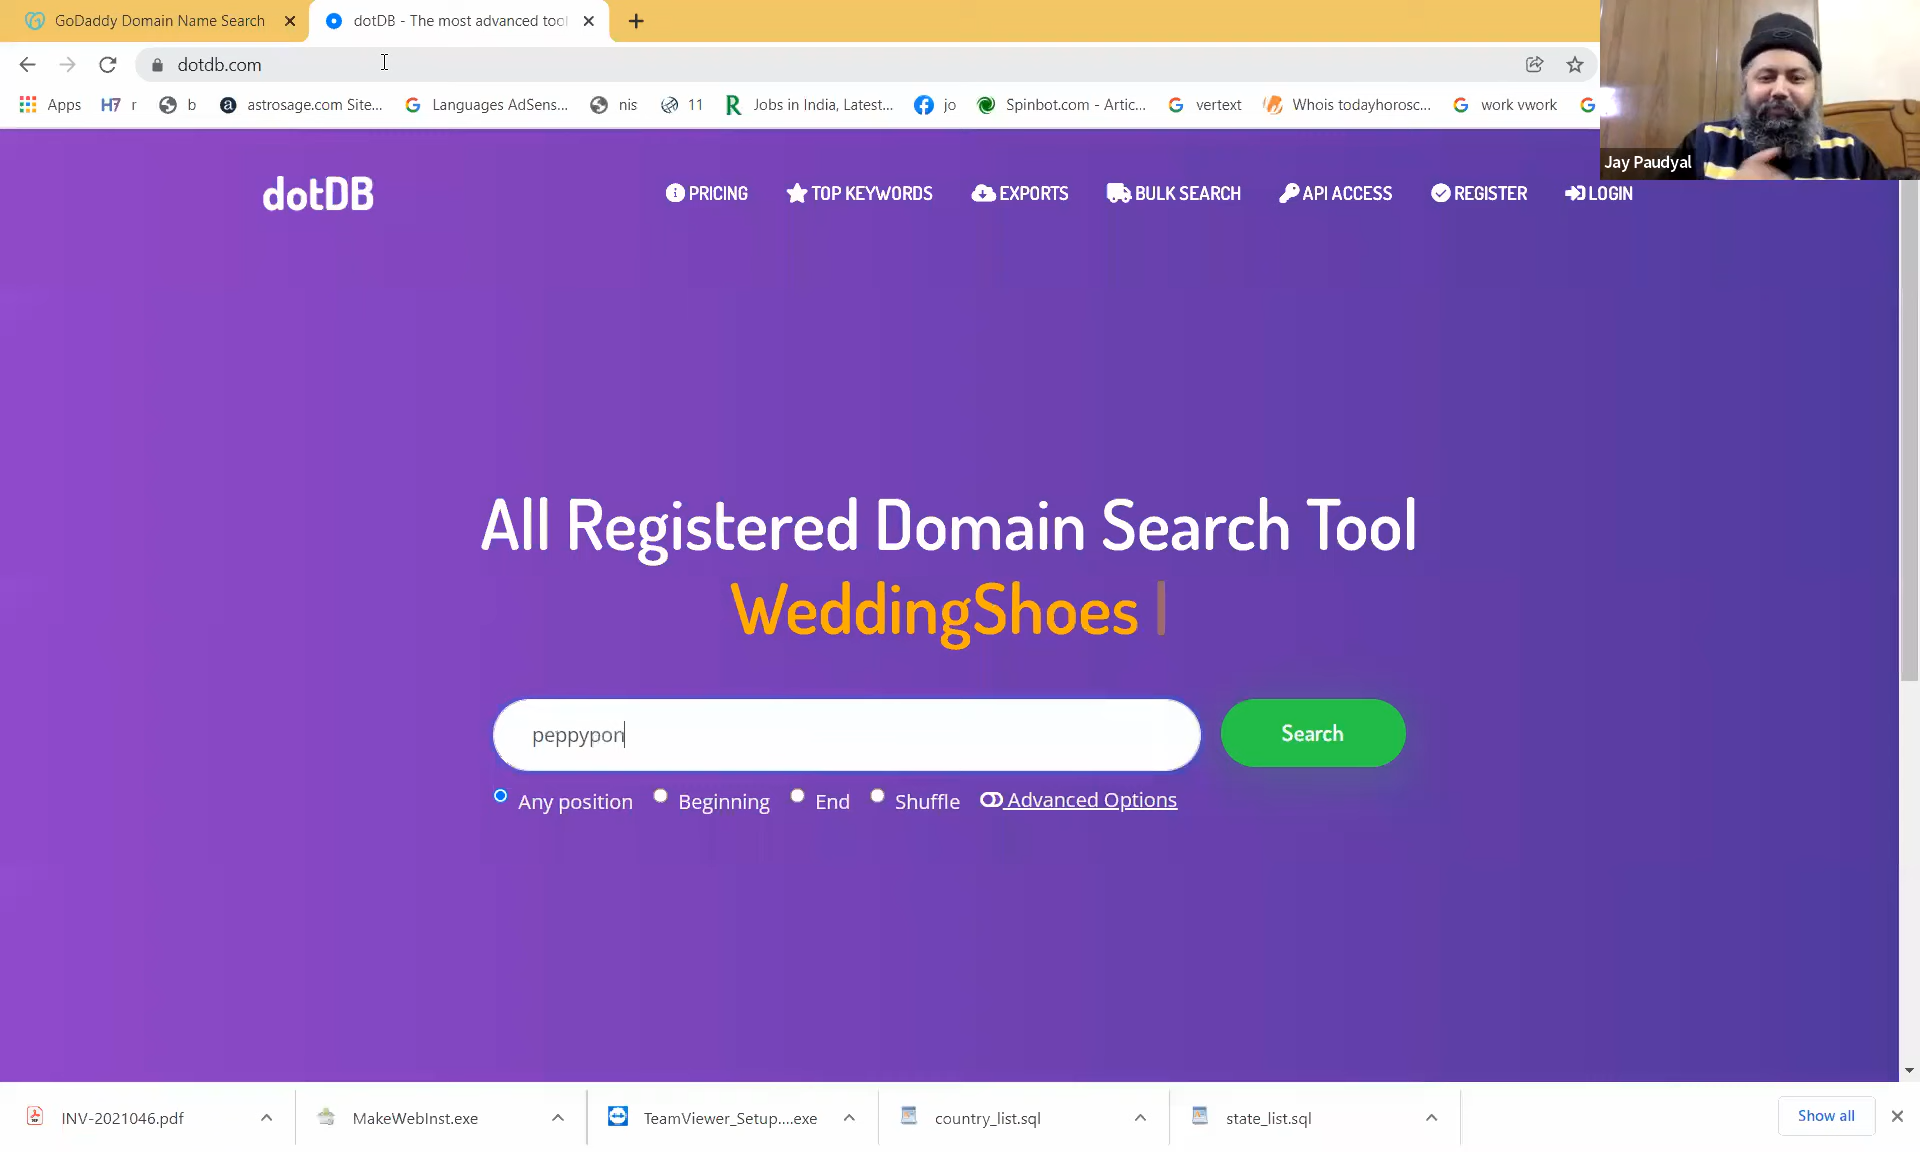 GoDaddy Domain Name Search
dotDB - The most advanced tool
dotdb.com
Apps
H7 r
b
a astrosage.com Site...
G Languages AdSens...
nis
11
R Jobs in India, Latest...
jo
Spinbot.com - Artic...
G vertext
Whois todayhorosc...
G work vwork
G
Jay Paudyal
dotDB
PRICING
TOP KEYWORDS
EXPORTS
BULK SEARCH
API ACCESS
REGISTER
LOGIN
All Registered Domain Search Tool
WeddingShoes |
peppypon
Search
Any position
Beginning
End
Shuffle
Advanced Options
INV-2021046.pdf
MakeWebInst.exe
TeamViewer_Setup....exe
country_list.sql
state_list.sql
Show all